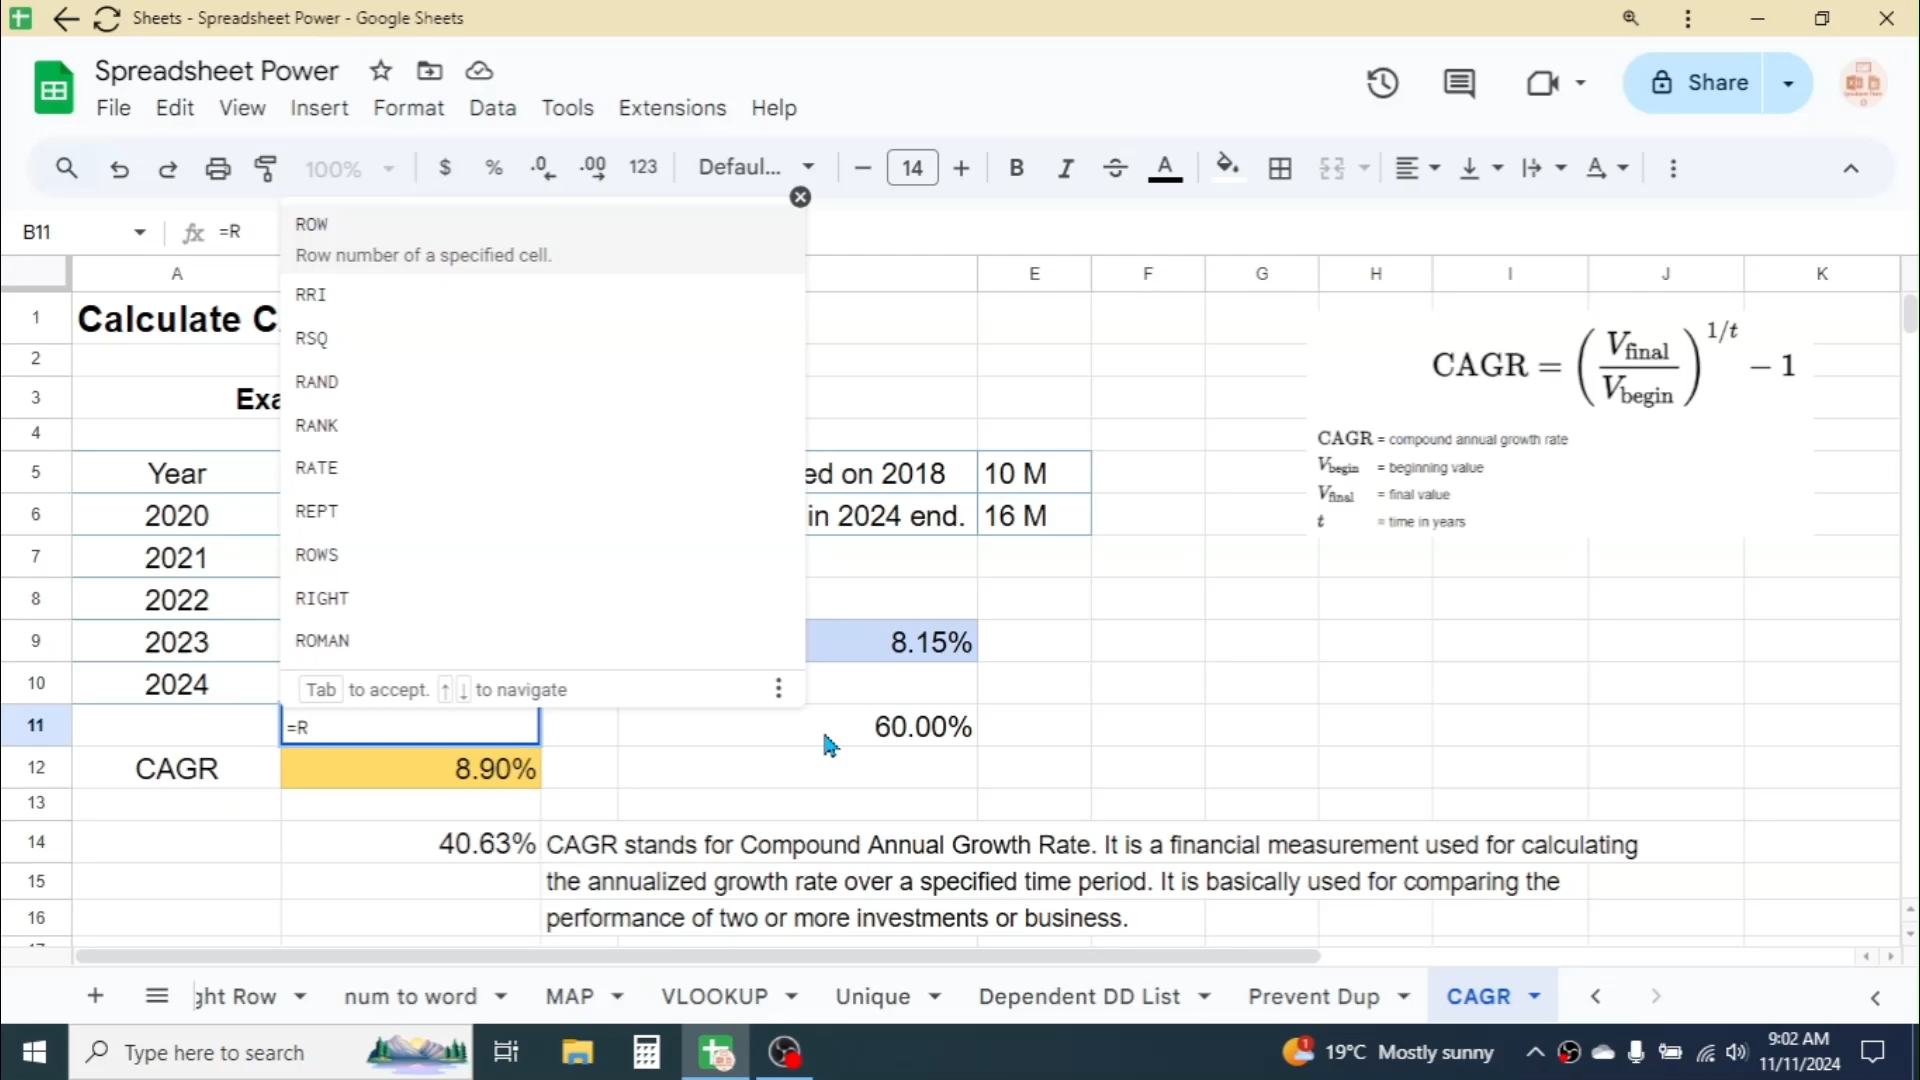 Sheets - Spreadsheet Power - Google Sheets
Spreadsheet Power
File Edit View Insert Format Data Tools Extensions Help
Share
100% $ % .0 .00 123 Defaul... 14 B I A
B11 fx =R
A E F G H I J K
ROW
Row number of a specified cell.
RRI
RSQ
RAND
RANK
RATE
REPT
ROWS
RIGHT
ROMAN
Tab to accept. ↑ ↓ to navigate
1 Calculate C
2
3 Exa
4
5 Year ed on 2018 10 M
6 2020 in 2024 end. 16 M
7 2021
8 2022
9 2023 8.15%
10 2024
11 =R 60.00%
12 CAGR 8.90%
13
14 40.63% CAGR stands for Compound Annual Growth Rate. It is a financial measurement used for calculating
15 the annualized growth rate over a specified time period. It is basically used for comparing the
16 performance of two or more investments or business.
CAGR = (Vfinal/Vbegin)^1/t − 1
CAGR = compound annual growth rate
Vbegin = beginning value
Vfinal = final value
t = time in years
ght Row num to word MAP VLOOKUP Unique Dependent DD List Prevent Dup CAGR
Type here to search
1 19°C Mostly sunny
9:02 AM
11/11/2024